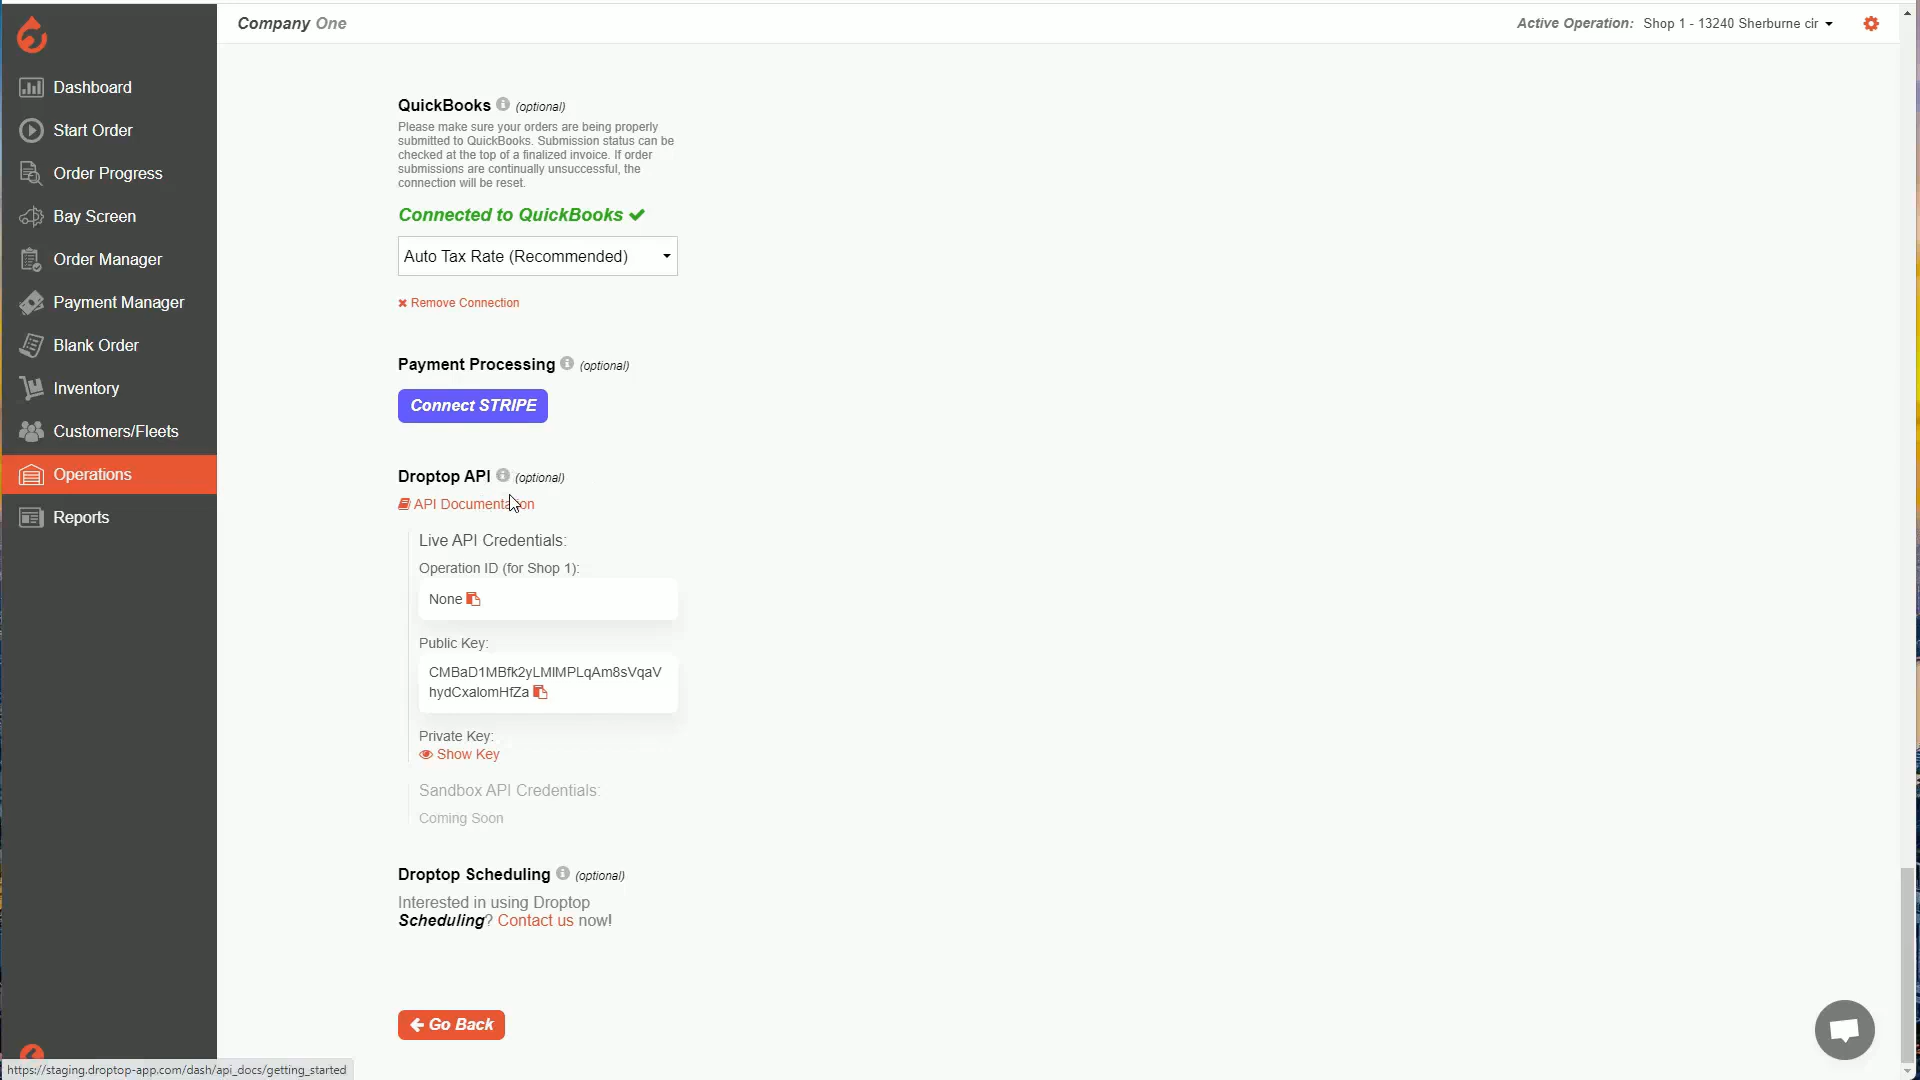 Company One
Active Operation: Shop 1 - 13240 Sherburne cir
Dashboard
Start Order
Order Progress
Bay Screen
Order Manager
Payment Manager
Blank Order
Inventory
Customers/Fleets
Operations
Reports
QuickBooks (optional)
Please make sure your orders are being properly
submitted to QuickBooks. Submission status can be
checked at the top of a finalized invoice. If order
submissions are continually unsuccessful, the
connection will be reset.
Connected to QuickBooks
Auto Tax Rate (Recommended)
Remove Connection
Payment Processing (optional)
Connect STRIPE
Droptop API (optional)
API Documentation
Live API Credentials:
Operation ID (for Shop 1):
None
Public Key:
CMBaD1MBfk2yLMIMPLqAm8sVqaV
hydCxalomHfZa
Private Key:
Show Key
Sandbox API Credentials:
Coming Soon
Droptop Scheduling (optional)
Interested in using Droptop
Scheduling? Contact us now!
Go Back
https://staging.droptop-app.com/dash/api_docs/getting_started